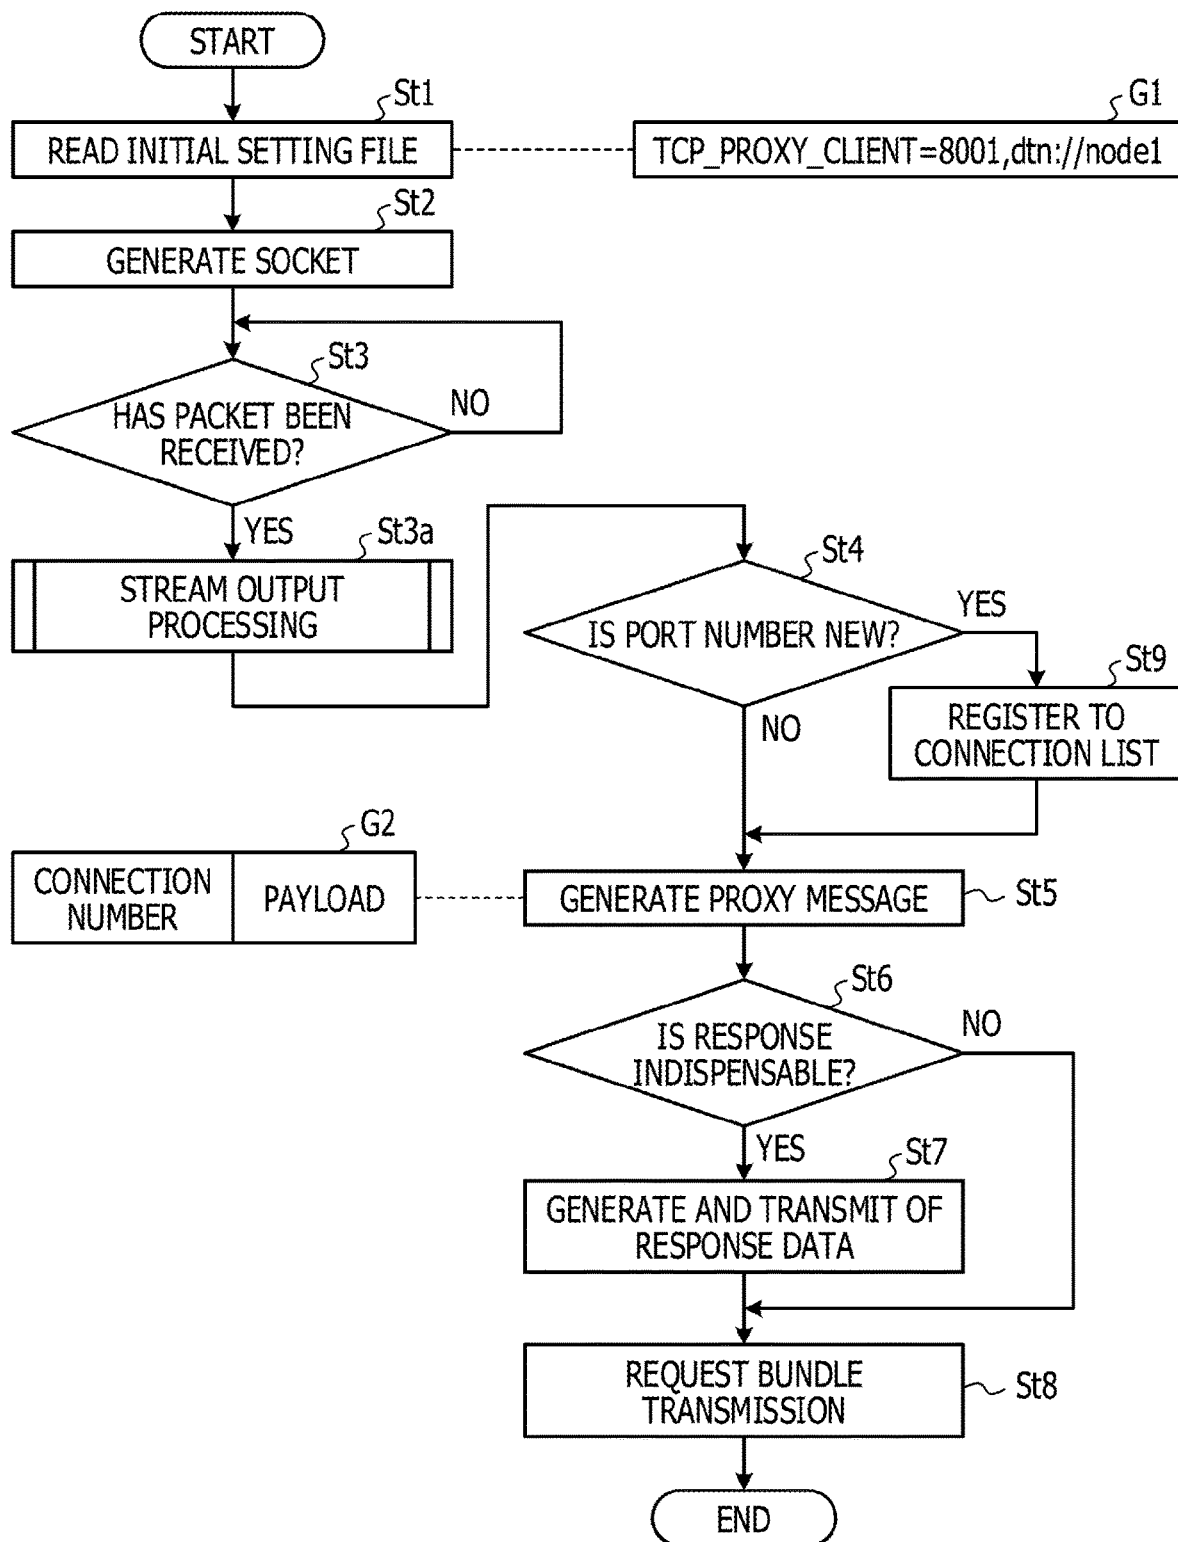 START
St1
READ INITIAL SETTING FILE
G1
TCP_PROXY_CLIENT=8001,dtn://node1
St2
GENERATE SOCKET
St3
HAS PACKET BEEN
RECEIVED?
NO
YES
St3a
STREAM OUTPUT
PROCESSING
St4
IS PORT NUMBER NEW?
YES
St9
REGISTER TO
CONNECTION LIST
NO
G2
CONNECTION
NUMBER
PAYLOAD
GENERATE PROXY MESSAGE
St5
St6
IS RESPONSE
INDISPENSABLE?
NO
YES
St7
GENERATE AND TRANSMIT OF
RESPONSE DATA
REQUEST BUNDLE
TRANSMISSION
St8
END